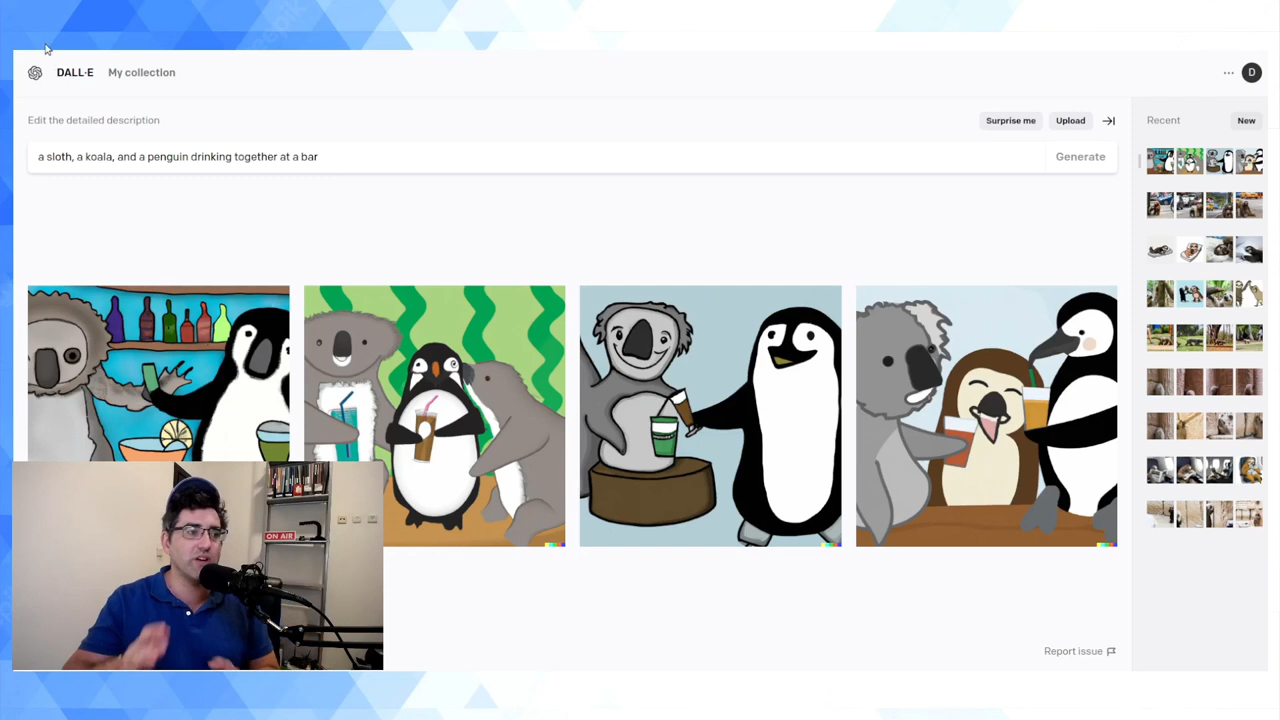 DALL·E
My collection
D
Edit the detailed description
Surprise me
Upload
Recent
New
a sloth, a koala, and a penguin drinking together at a bar
Generate
ON AIR
Report issue